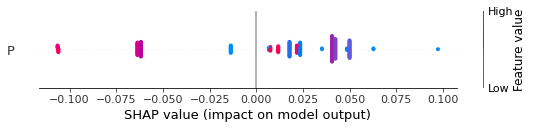 High
P
Feature value
Low
−0.100 −0.075 −0.050 −0.025 0.000 0.025 0.050 0.075 0.100
SHAP value (impact on model output)